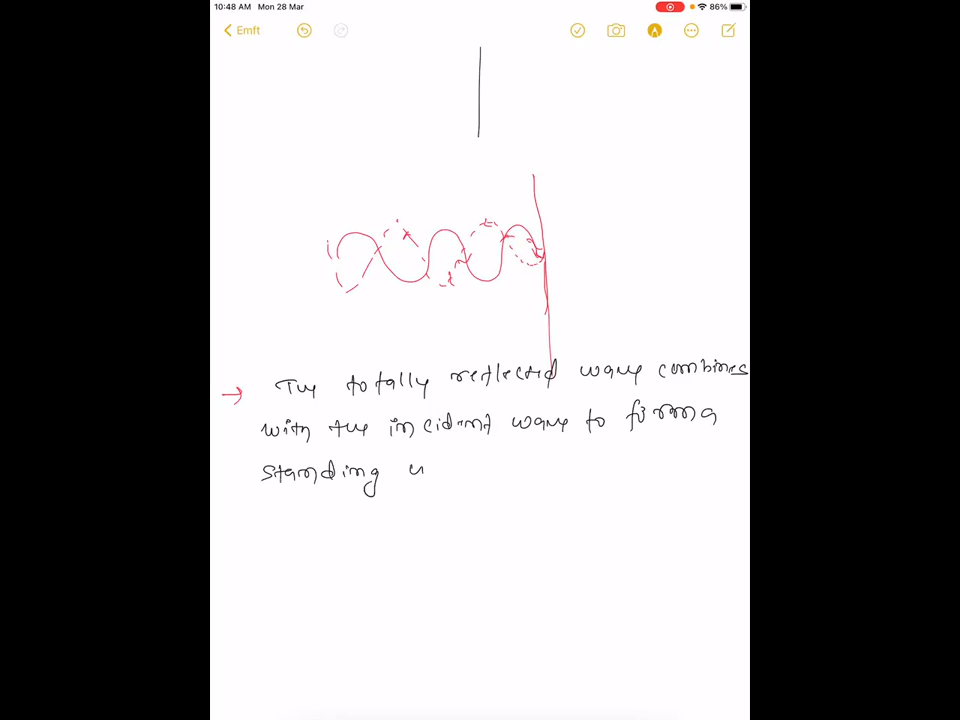 10:48 AM Mon 28 Mar
86%
Emft
The totally reflected wave combines
with the incident wave to form a
standing w